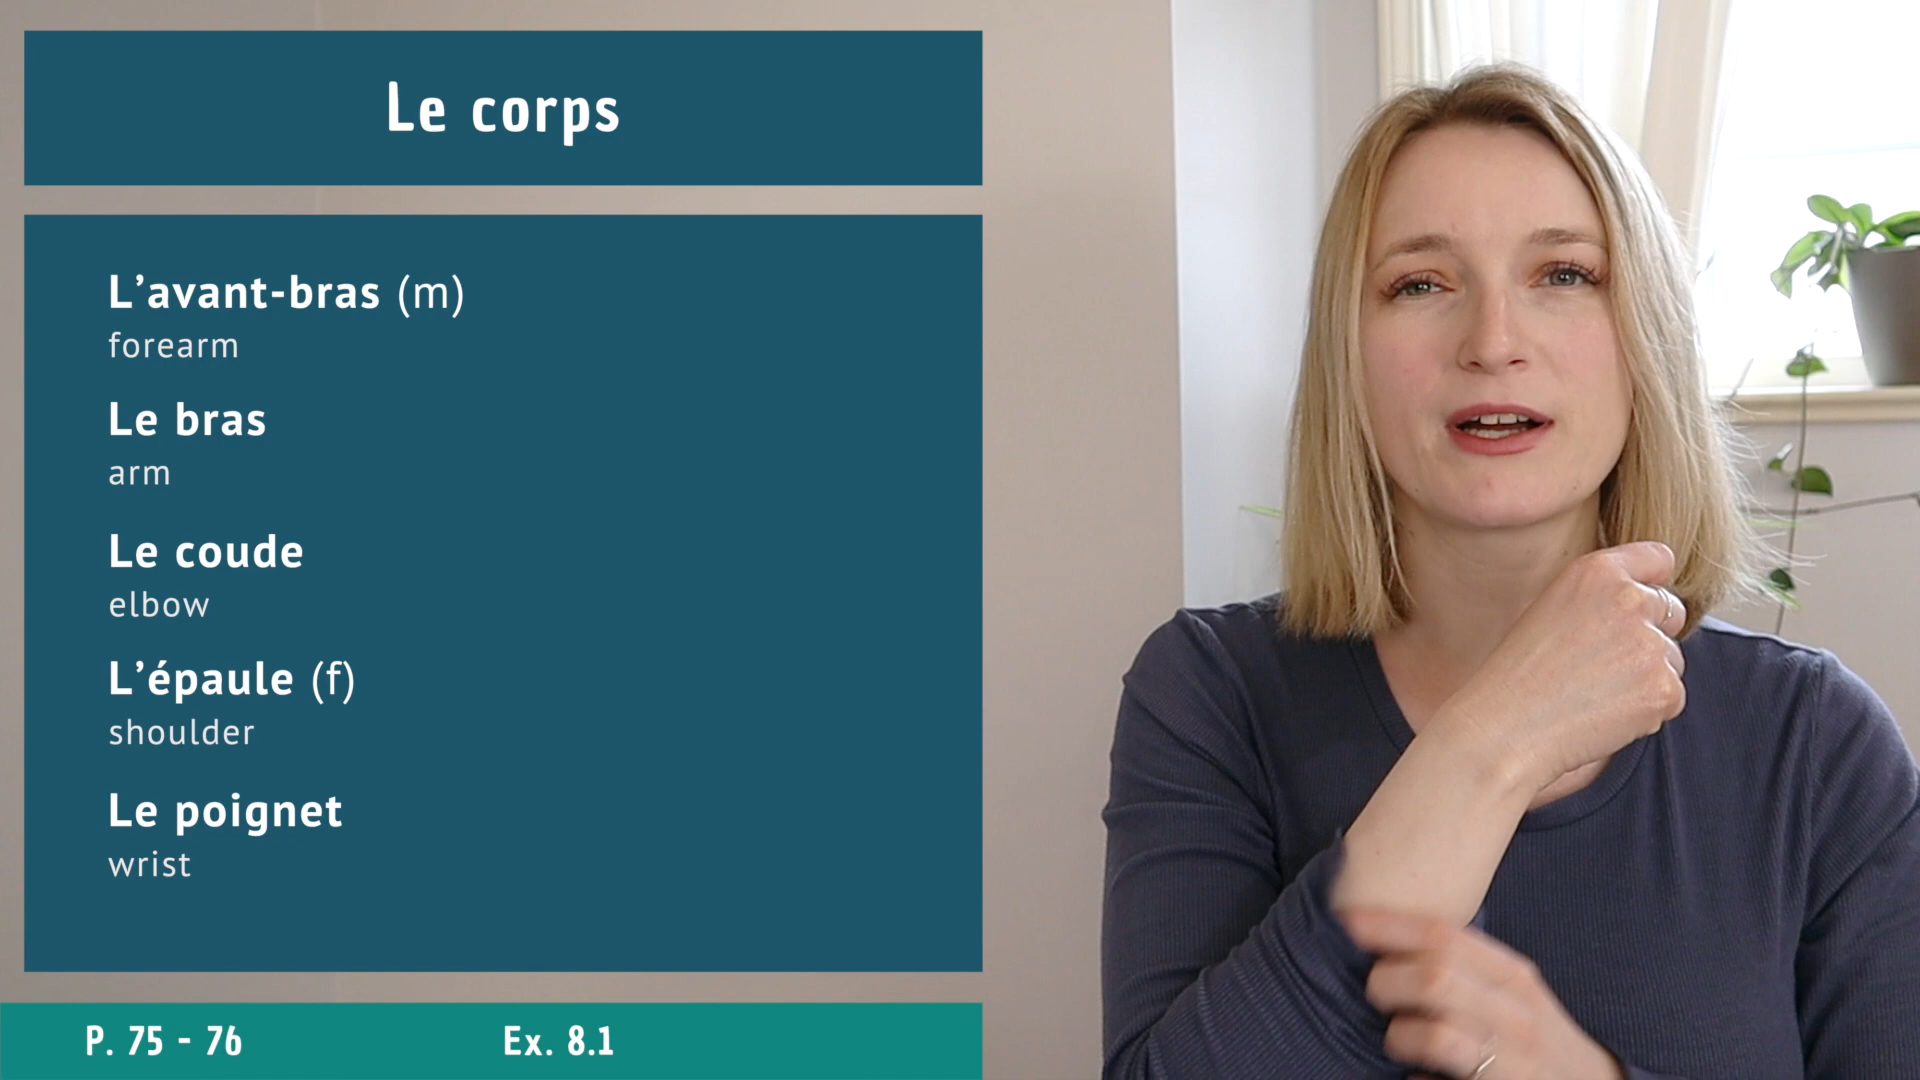 Le corps
L’avant-bras (m)
forearm
Le bras
arm
Le coude
elbow
L’épaule (f)
shoulder
Le poignet
wrist
P. 75 - 76 Ex. 8.1